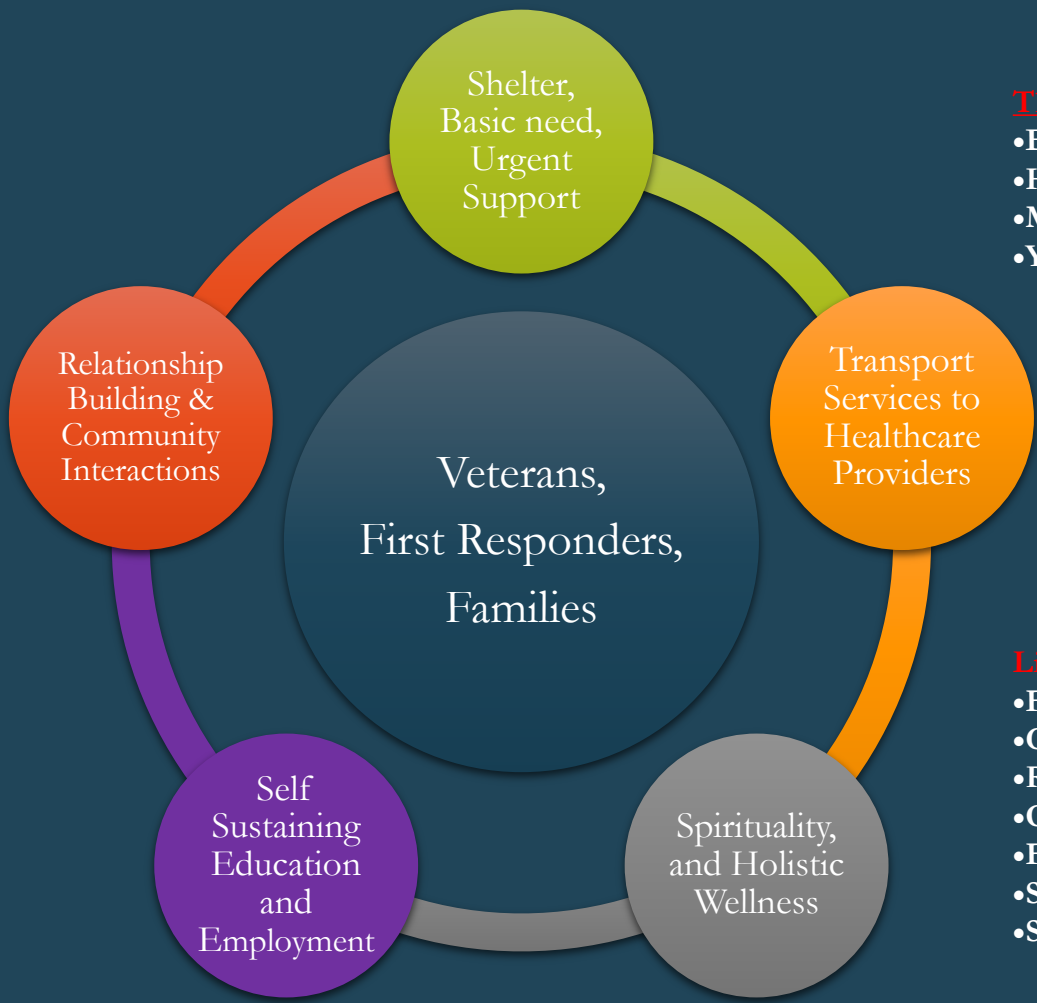 Shelter,
Basic need,
Urgent
Support
Transport
Services to
Healthcare
Providers
Spirituality,
and Holistic
Wellness
Self
Sustaining
Education
and
Employment
Relationship
Building &
Community
Interactions
Veterans,
First Responders,
Families